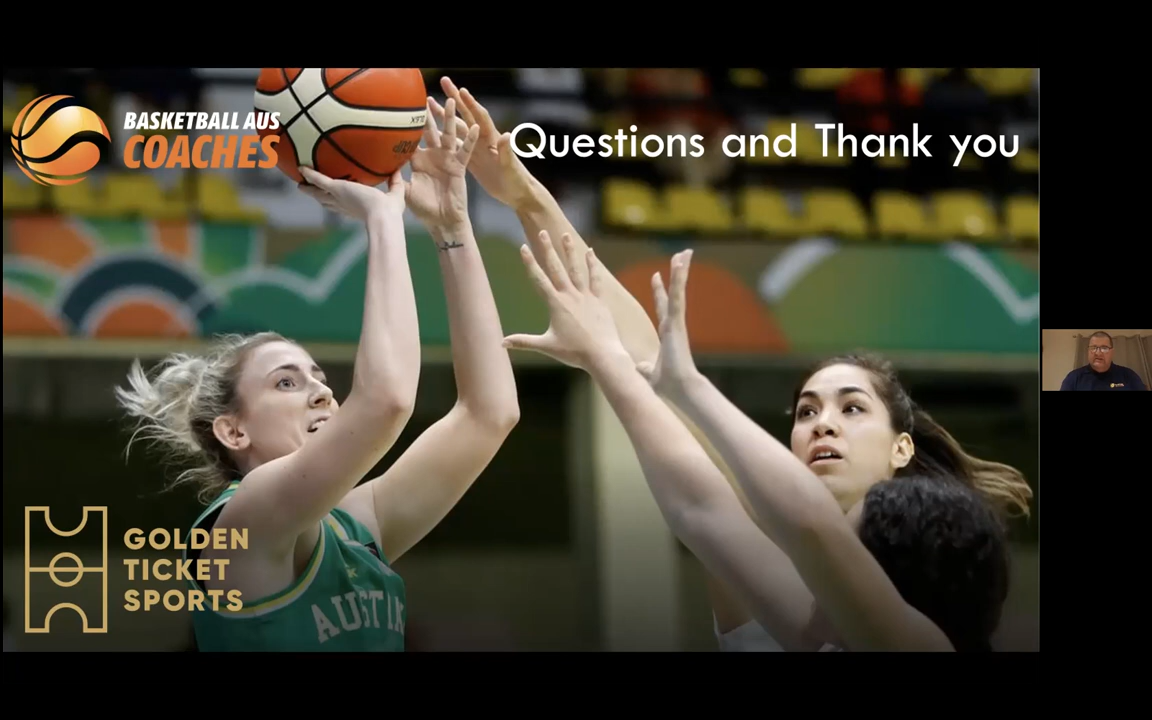 BASKETBALL AUS
COACHES
Questions and Thank you
GOLDEN
TICKET
SPORTS